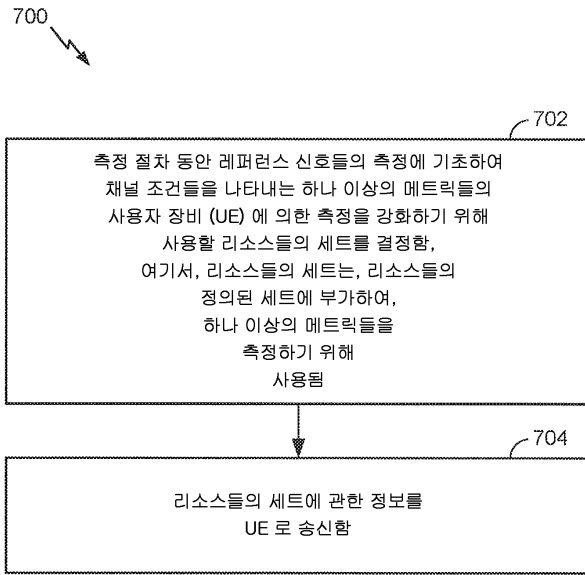 700
702
측정 절차 동안 레퍼런스 신호들의 측정에 기초하여
채널 조건들을 나타내는 하나 이상의 메트릭들의
사용자 장비 (UE) 에 의한 측정을 강화하기 위해
사용할 리소스들의 세트를 결정함,
여기서, 리소스들의 세트는, 리소스들의
정의된 세트에 부가하여,
하나 이상의 메트릭들을
측정하기 위해
사용됨
704
리소스들의 세트에 관한 정보를
UE 로 송신함